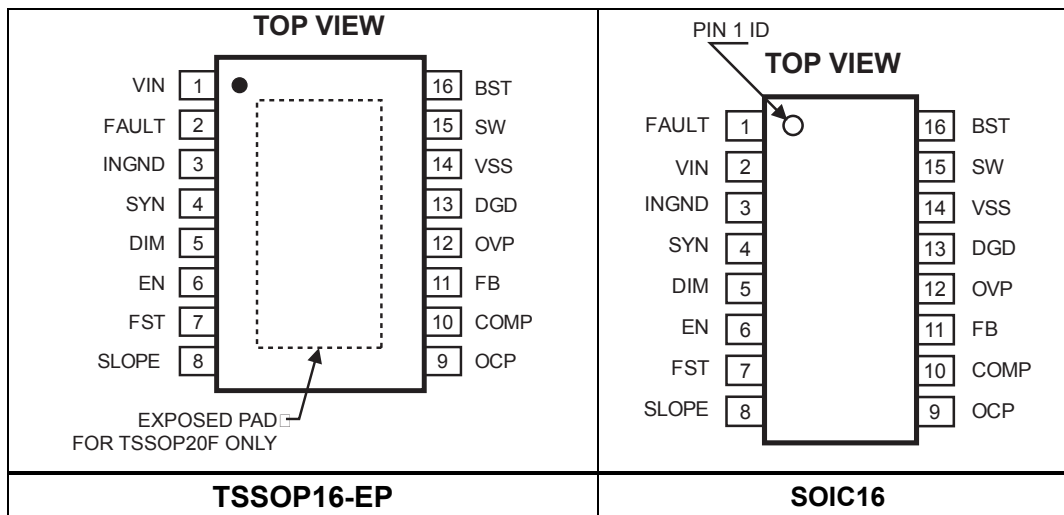 TOP VIEW
VIN 1
FAULT 2
INGND 3
SYN 4
DIM 5
EN 6
FST 7
SLOPE 8
16 BST
15 SW
14 VSS
13 DGD
12 OVP
11 FB
10 COMP
9 OCP
EXPOSED PAD
FOR TSSOP20F ONLY
TSSOP16-EP
PIN 1 ID
TOP VIEW
FAULT 1
VIN 2
INGND 3
SYN 4
DIM 5
EN 6
FST 7
SLOPE 8
16 BST
15 SW
14 VSS
13 DGD
12 OVP
11 FB
10 COMP
9 OCP
SOIC16